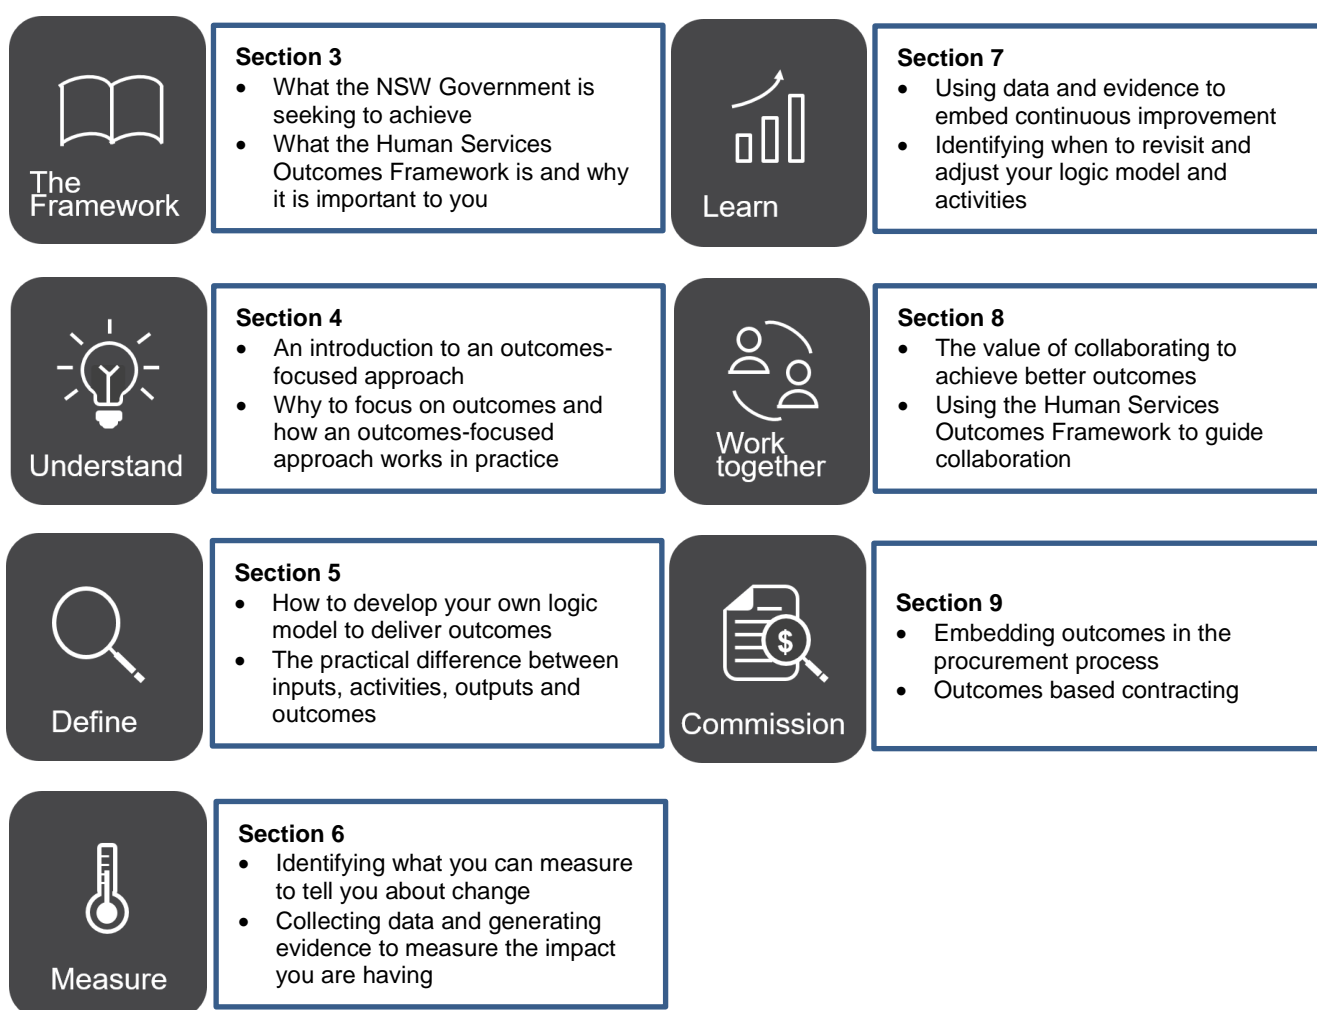 The
Framework
Section 3
• What the NSW Government is
seeking to achieve
• What the Human Services
Outcomes Framework is and why
it is important to you
Understand
Section 4
• An introduction to an outcomes-
focused approach
• Why to focus on outcomes and
how an outcomes-focused
approach works in practice
Define
Section 5
• How to develop your own logic
model to deliver outcomes
• The practical difference between
inputs, activities, outputs and
outcomes
Measure
Section 6
• Identifying what you can measure
to tell you about change
• Collecting data and generating
evidence to measure the impact
you are having
Learn
Section 7
• Using data and evidence to
embed continuous improvement
• Identifying when to revisit and
adjust your logic model and
activities
Work
together
Section 8
• The value of collaborating to
achieve better outcomes
• Using the Human Services
Outcomes Framework to guide
collaboration
$
Commission
Section 9
• Embedding outcomes in the
procurement process
• Outcomes based contracting